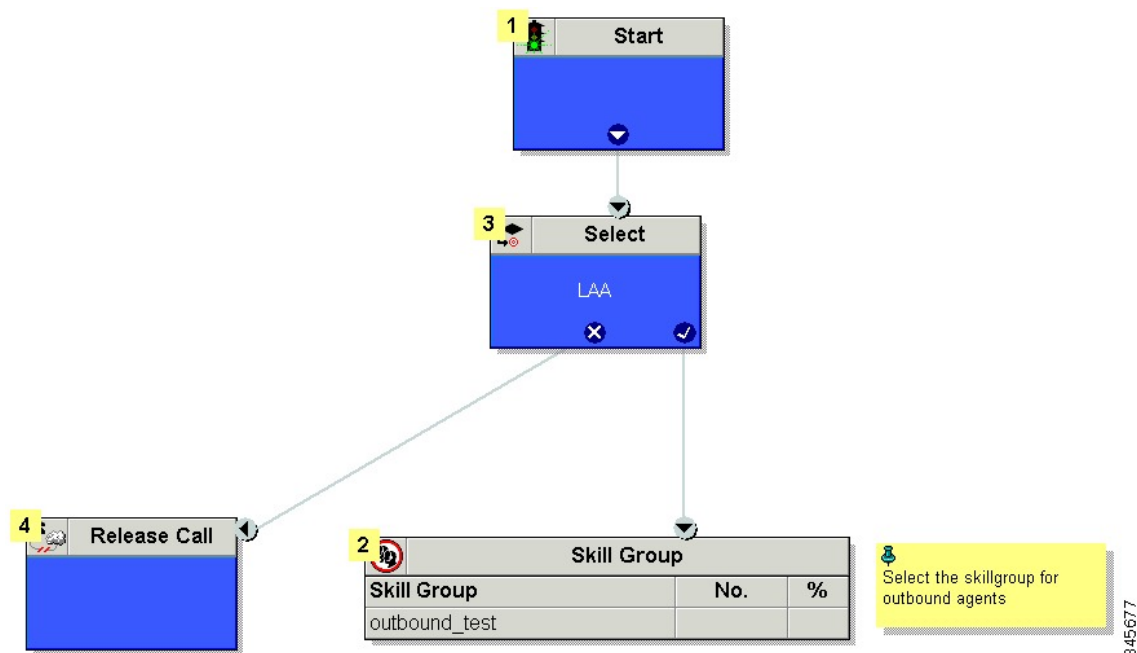 1
Start
3
Select
LAA
4
Release Call
2
Skill Group
Skill Group No. %
outbound_test
Select the skillgroup for
outbound agents
345677